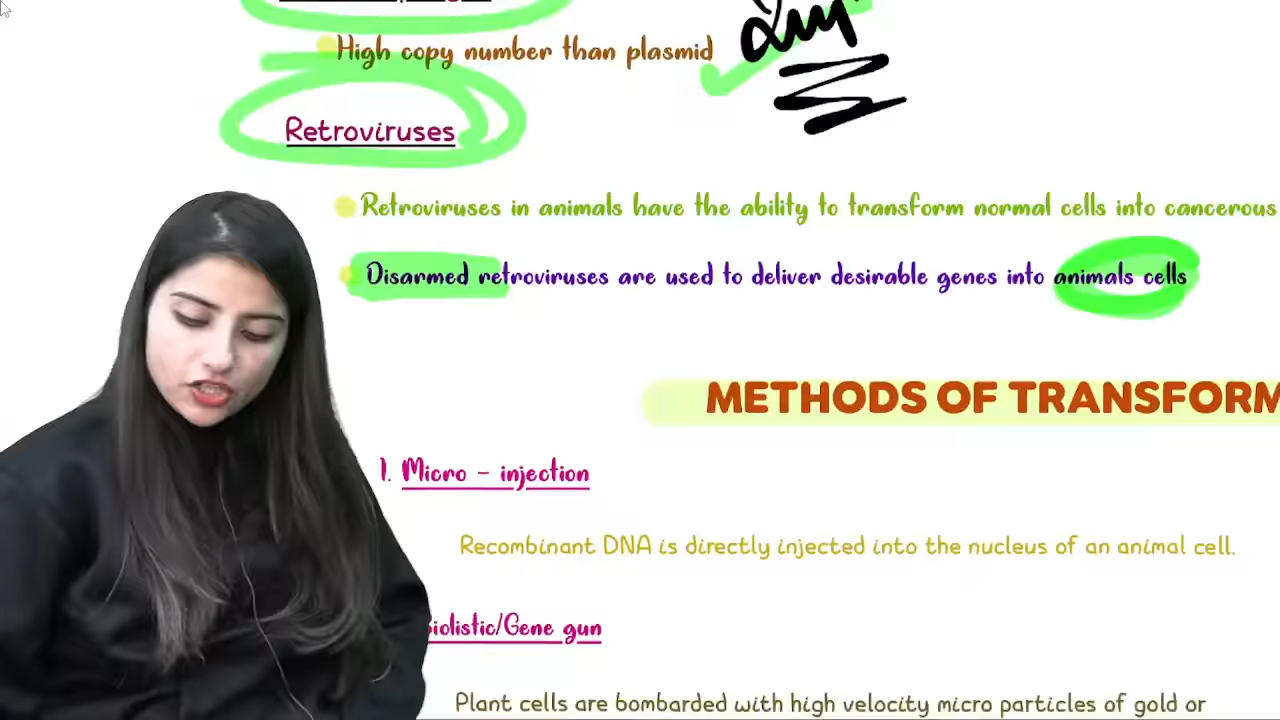 High copy number than plasmid
Retroviruses
Retroviruses in animals have the ability to transform normal cells into cancerous
Disarmed retroviruses are used to deliver desirable genes into animals cells
METHODS OF TRANSFORM
1. Micro - injection
Recombinant DNA is directly injected into the nucleus of an animal cell.
Biolistic/Gene gun
Plant cells are bombarded with high velocity micro particles of gold or